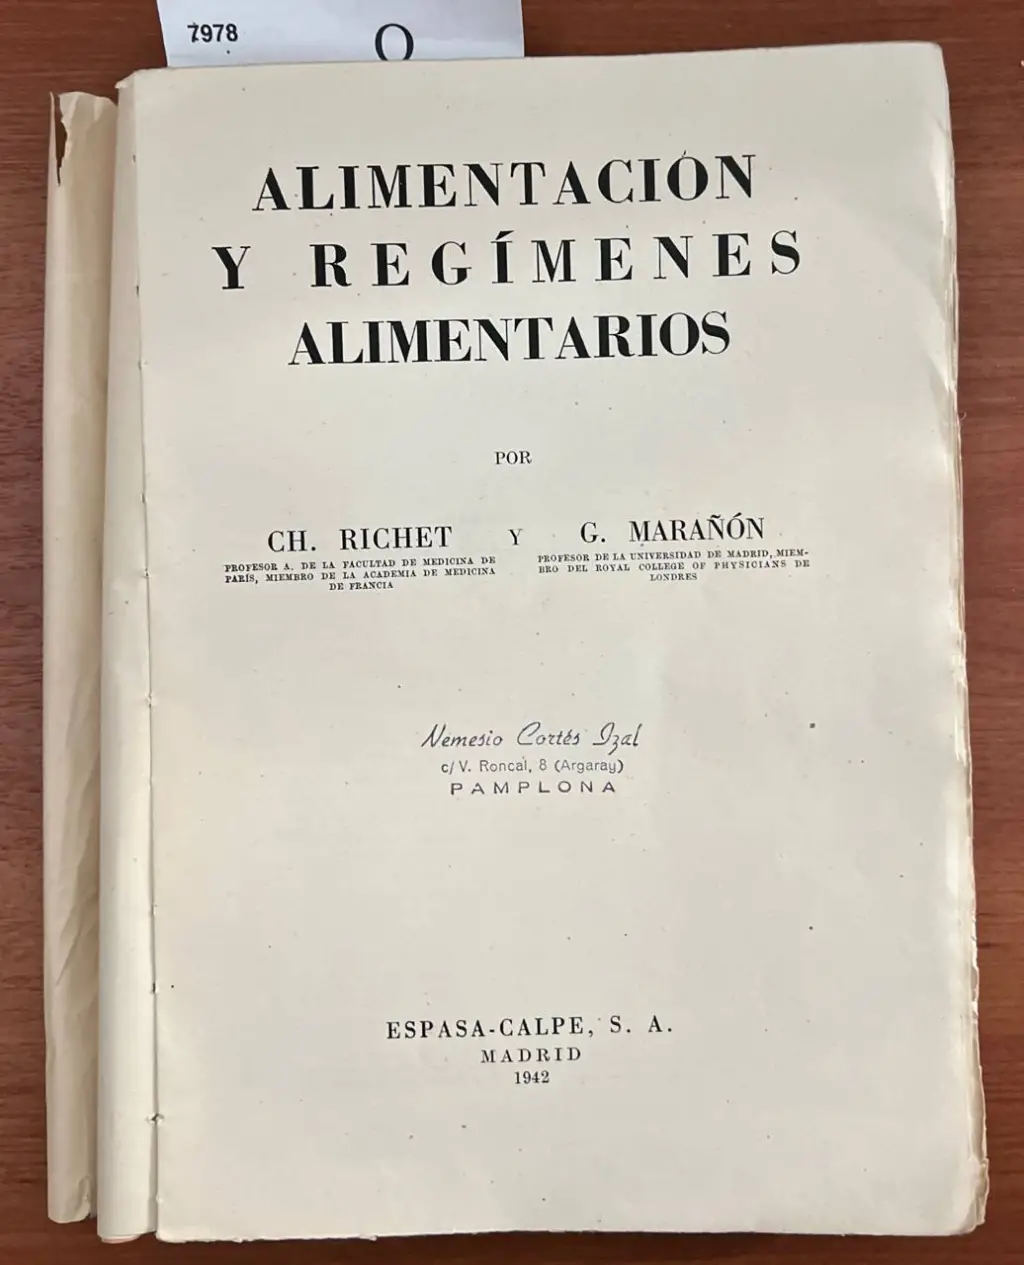 7978
O
ALIMENTACIÓN
Y REGÍMENES
ALIMENTARIOS
POR
CH. RICHET Y G. MARAÑÓN
PROFESOR A. DE LA FACULTAD DE MEDICINA DE
PARÍS, MIEMBRO DE LA ACADEMIA DE MEDICINA
DE FRANCIA
PROFESOR DE LA UNIVERSIDAD DE MADRID, MIEM-
BRO DEL ROYAL COLLEGE OF PHYSICIANS DE
LONDRES
Nemesio Cortés Izal
c/ V. Roncal, 8 (Argaray)
PAMPLONA
ESPASA-CALPE, S. A.
MADRID
1942